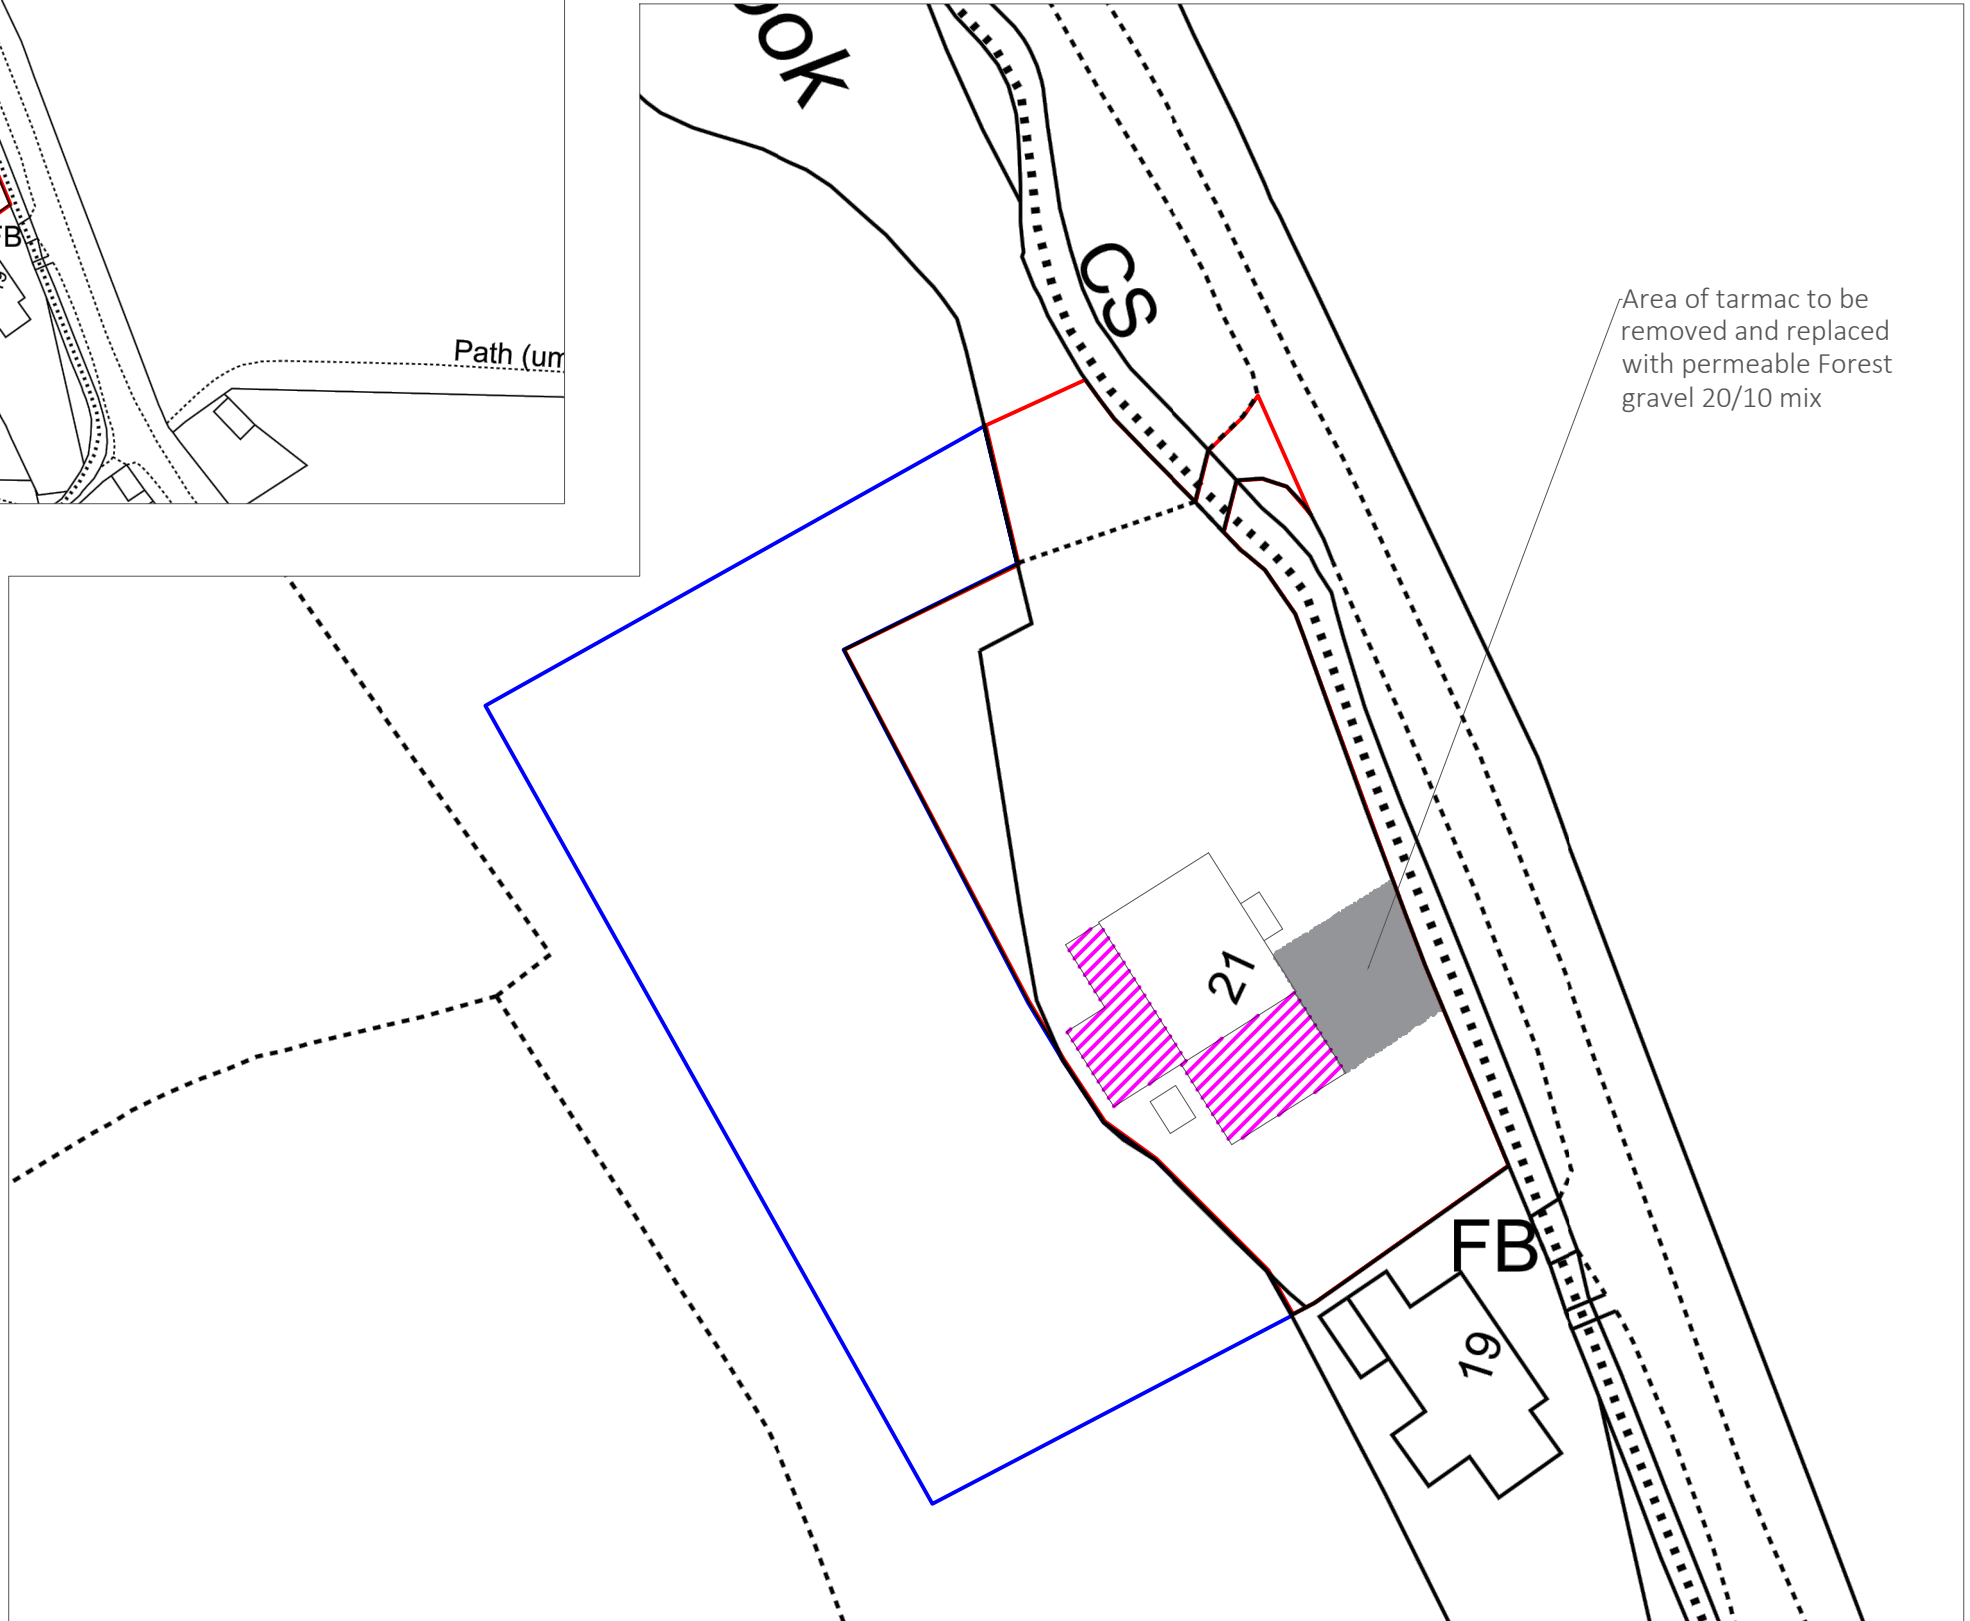 ook
CS
Area of tarmac to be
removed and replaced
with permeable Forest
gravel 20/10 mix
FB
Path (um
21
FB
19